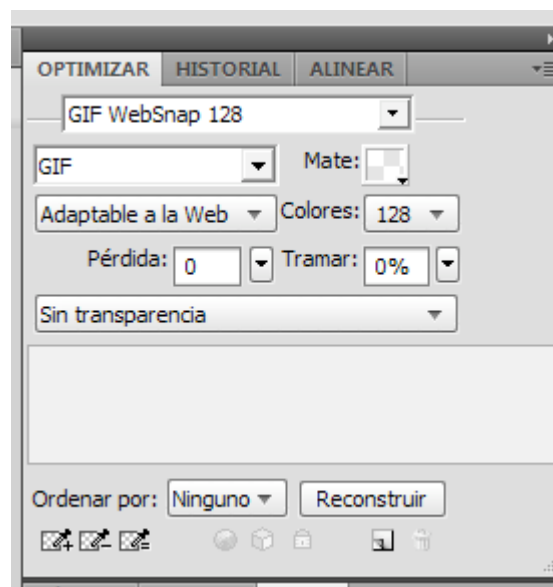 OPTIMIZAR HISTORIAL ALINEAR
GIF WebSnap 128
GIF Mate:
Adaptable a la Web Colores: 128
Pérdida: 0 Tramar: 0%
Sin transparencia
Ordenar por: Ninguno Reconstruir